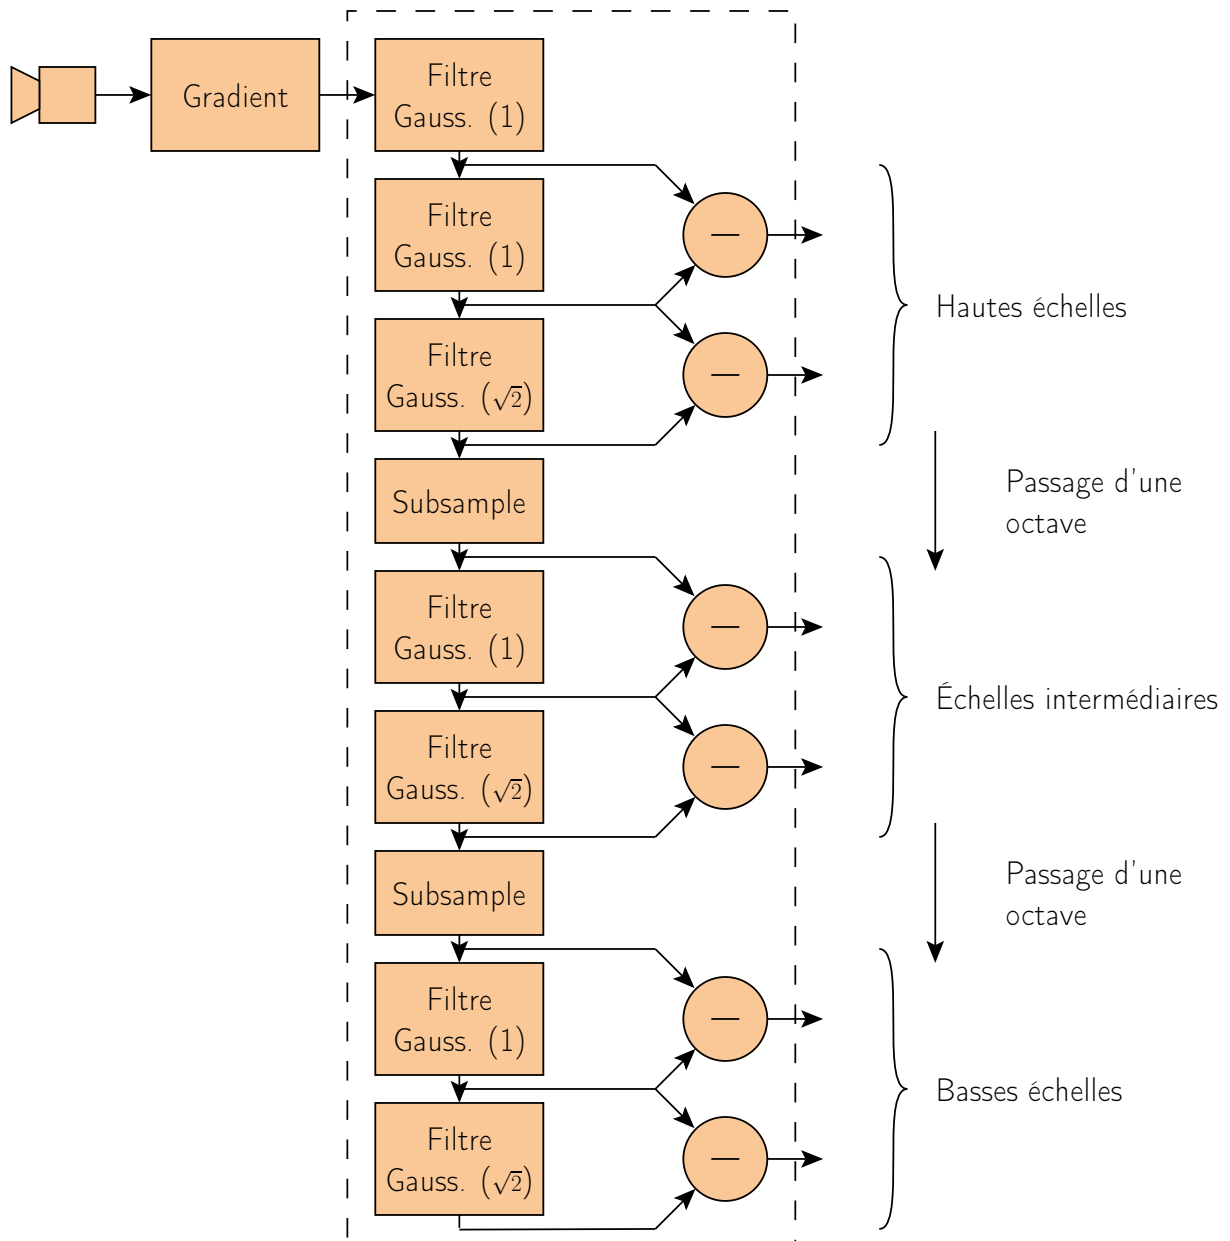 Gradient
Filtre
Gauss. (1)
Filtre
Gauss. (1)
Filtre
Gauss. (√2)
Hautes échelles
Subsample
Passage d'une
octave
Filtre
Gauss. (1)
Filtre
Gauss. (√2)
Échelles intermédiaires
Subsample
Passage d'une
octave
Filtre
Gauss. (1)
Filtre
Gauss. (√2)
Basses échelles